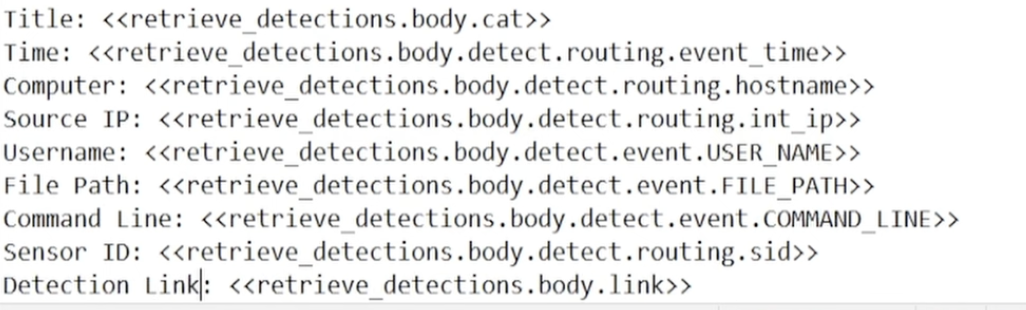 Title: <<retrieve_detections.body.cat>>
Time: <<retrieve_detections.body.detect.routing.event_time>>
Computer: <<retrieve_detections.body.detect.routing.hostname>>
Source IP: <<retrieve_detections.body.detect.routing.int_ip>>
Username: <<retrieve_detections.body.detect.event.USER_NAME>>
File Path: <<retrieve_detections.body.detect.event.FILE_PATH>>
Command Line: <<retrieve_detections.body.detect.event.COMMAND_LINE>>
Sensor ID: <<retrieve_detections.body.detect.routing.sid>>
Detection Link: <<retrieve_detections.body.link>>